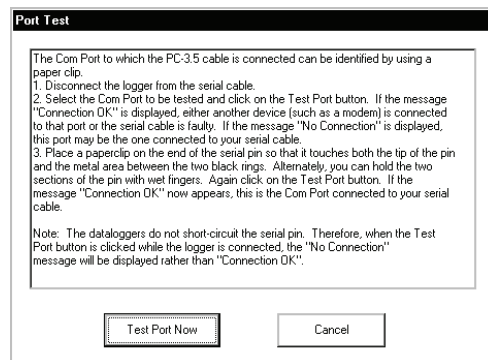 Port Test
The Com Port to which the PC-3.5 cable is connected can be identified by using a
paper clip.
1. Disconnect the logger from the serial cable.
2. Select the Com Port to be tested and click on the Test Port button.  If the message
"Connection OK" is displayed, either another device (such as a modem) is connected
to that port or the serial cable is faulty.  If the message "No Connection" is displayed,
this port may be the one connected to your serial cable.
3. Place a paperclip on the end of the serial pin so that it touches both the tip of the pin
and the metal area between the two black rings.  Alternately, you can hold the two
sections of the pin with wet fingers.  Again click on the Test Port button.  If the
message "Connection OK" now appears, this is the Com Port connected to your serial
cable.
Note:  The dataloggers do not short-circuit the serial pin.  Therefore, when the Test
Port button is clicked while the logger is connected, the "No Connection"
message will be displayed rather than "Connection OK".
Test Port Now
Cancel